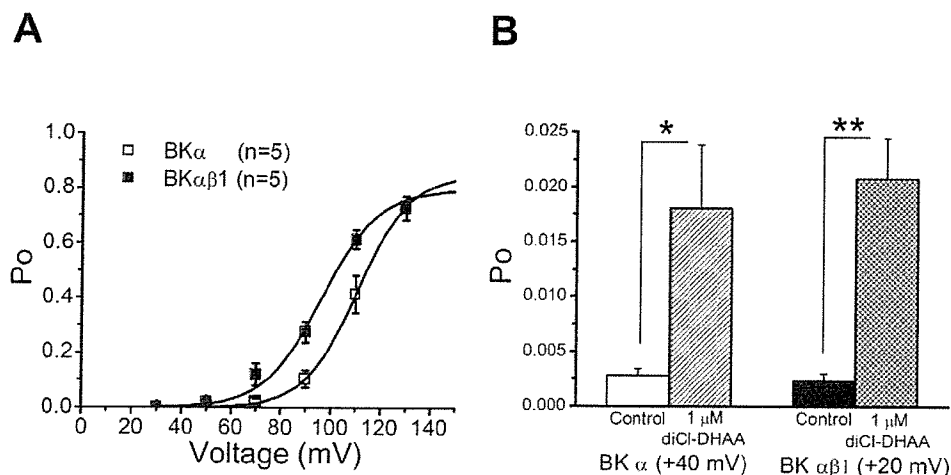 A
B
1.0
0.8
0.6
0.4
0.2
0.0
Po
BKα (n=5)
BKαβ1 (n=5)
0 20 40 60 80 100 120 140
Voltage (mV)
0.025
0.020
0.015
0.010
0.005
0.000
Po
*
**
Control 1 μM Control 1 μM
diCl-DHAA diCl-DHAA
BK α (+40 mV) BK αβ1 (+20 mV)